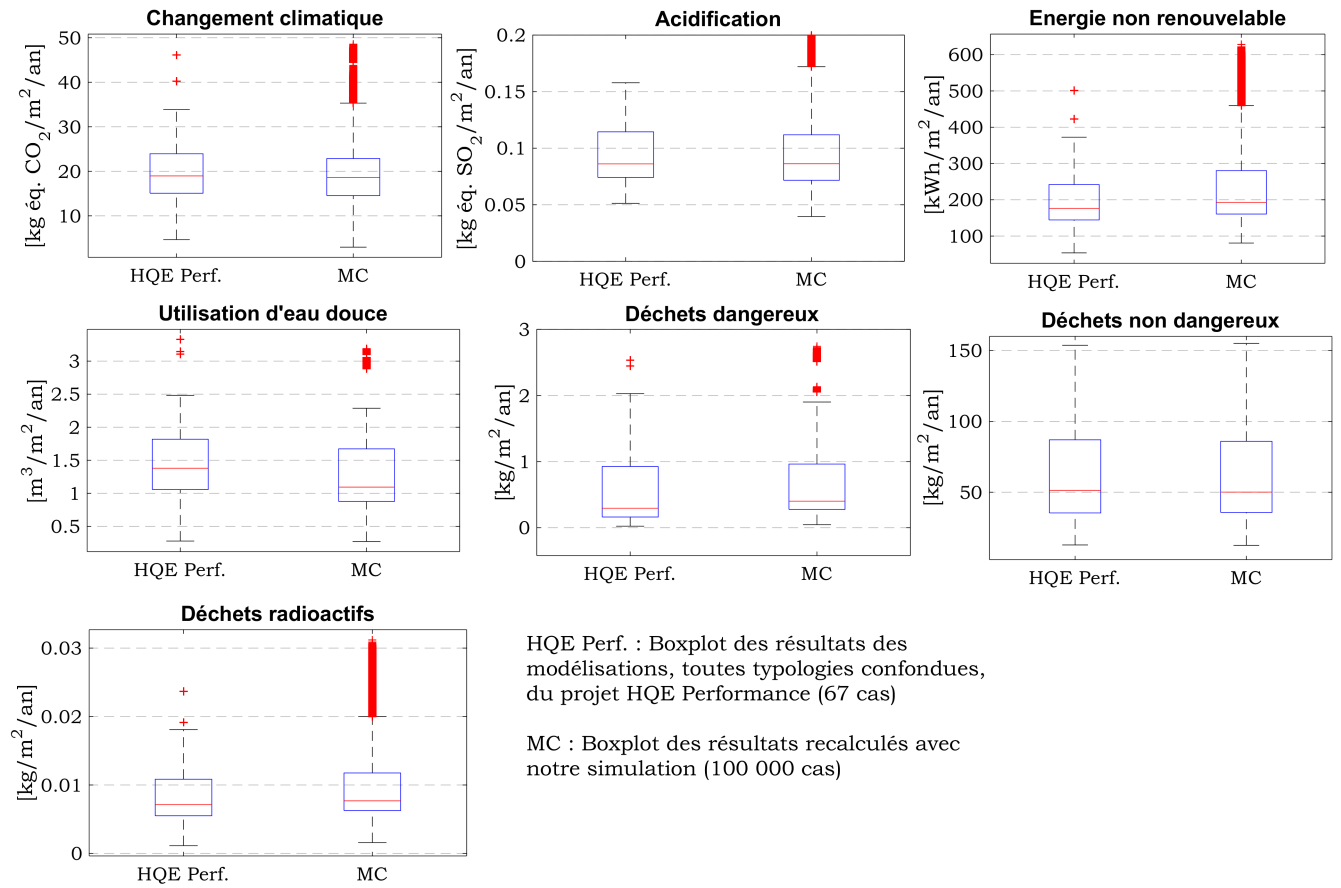 Changement climatique
[kg éq. CO2/m2/an]
50
40
30
20
10
HQE Perf.
MC
Acidification
[kg éq. SO2/m2/an]
0.2
0.15
0.1
0.05
0
HQE Perf.
MC
Energie non renouvelable
[kWh/m2/an]
600
500
400
300
200
100
HQE Perf.
MC
Utilisation d'eau douce
[m3/m2/an]
3
2.5
2
1.5
1
0.5
HQE Perf.
MC
Déchets dangereux
[kg/m2/an]
3
2
1
0
HQE Perf.
MC
Déchets non dangereux
[kg/m2/an]
150
100
50
HQE Perf.
MC
Déchets radioactifs
[kg/m2/an]
0.03
0.02
0.01
0
HQE Perf.
MC
HQE Perf. : Boxplot des résultats des
modélisations, toutes typologies confondues,
du projet HQE Performance (67 cas)
MC : Boxplot des résultats recalculés avec
notre simulation (100 000 cas)